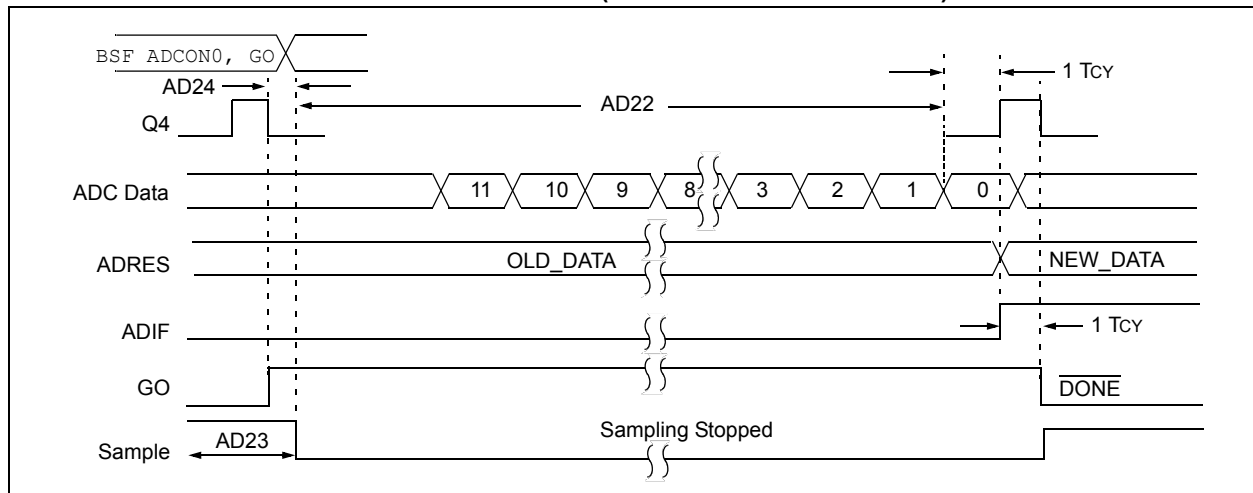 BSF ADCON0, GO
1 TCY
AD24
AD22
Q4
ADC Data
11 10 9 8 3 2 1 0
ADRES
OLD_DATA
NEW_DATA
ADIF
1 TCY
GO
DONE
Sampling Stopped
AD23
Sample